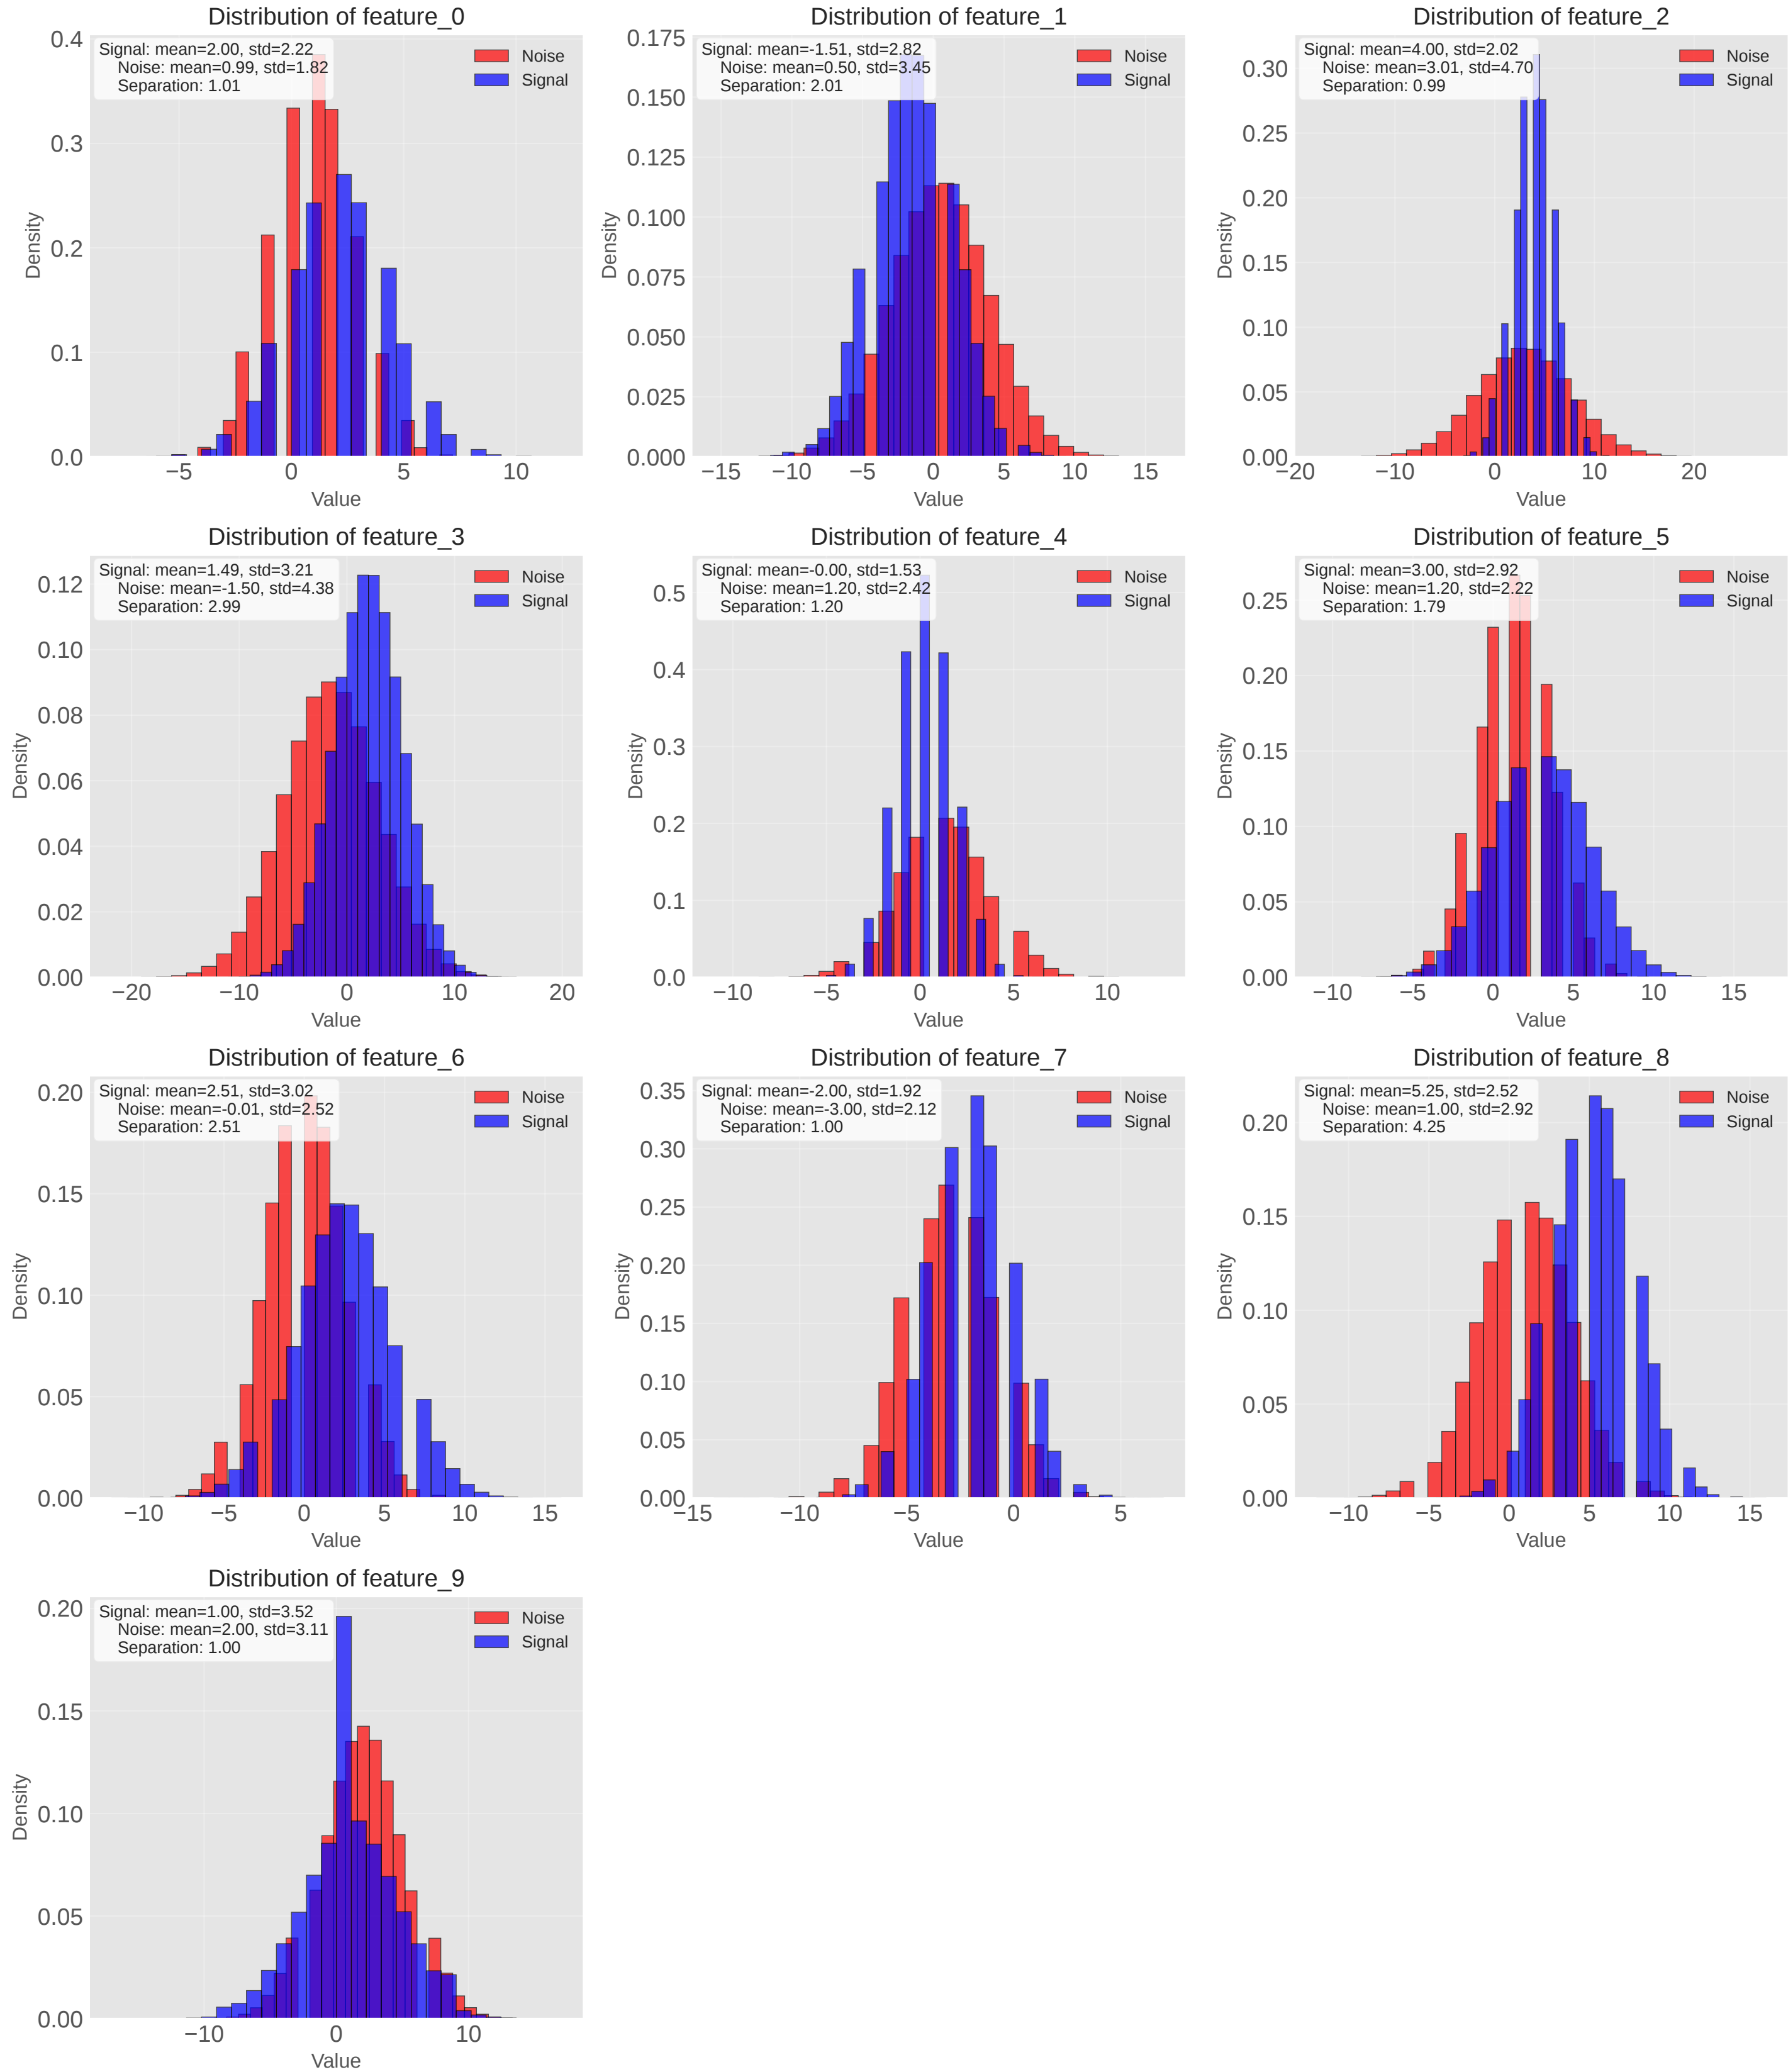 Distribution of feature_0
Signal: mean=2.00, std=2.22
Noise: mean=0.99, std=1.82
Separation: 1.01
Noise
Signal
0.4
0.3
0.2
0.1
0.0
Density
−5 0 5 10
Value
Distribution of feature_1
Signal: mean=-1.51, std=2.82
Noise: mean=0.50, std=3.45
Separation: 2.01
Noise
Signal
0.175
0.150
0.125
0.100
0.075
0.050
0.025
0.000
Density
−15 −10 −5 0 5 10 15
Value
Distribution of feature_2
Signal: mean=4.00, std=2.02
Noise: mean=3.01, std=4.70
Separation: 0.99
Noise
Signal
0.30
0.25
0.20
0.15
0.10
0.05
0.00
Density
−20 −10 0 10 20
Value
Distribution of feature_3
Signal: mean=1.49, std=3.21
Noise: mean=-1.50, std=4.38
Separation: 2.99
Noise
Signal
0.12
0.10
0.08
0.06
0.04
0.02
0.00
Density
−20 −10 0 10 20
Value
Distribution of feature_4
Signal: mean=-0.00, std=1.53
Noise: mean=1.20, std=2.42
Separation: 1.20
Noise
Signal
0.5
0.4
0.3
0.2
0.1
0.0
Density
−10 −5 0 5 10
Value
Distribution of feature_5
Signal: mean=3.00, std=2.92
Noise: mean=1.20, std=2.22
Separation: 1.79
Noise
Signal
0.25
0.20
0.15
0.10
0.05
0.00
Density
−10 −5 0 5 10 15
Value
Distribution of feature_6
Signal: mean=2.51, std=3.02
Noise: mean=-0.01, std=2.52
Separation: 2.51
Noise
Signal
0.20
0.15
0.10
0.05
0.00
Density
−10 −5 0 5 10 15
Value
Distribution of feature_7
Signal: mean=-2.00, std=1.92
Noise: mean=-3.00, std=2.12
Separation: 1.00
Noise
Signal
0.35
0.30
0.25
0.20
0.15
0.10
0.05
0.00
Density
−15 −10 −5 0 5
Value
Distribution of feature_8
Signal: mean=5.25, std=2.52
Noise: mean=1.00, std=2.92
Separation: 4.25
Noise
Signal
0.20
0.15
0.10
0.05
0.00
Density
−10 −5 0 5 10 15
Value
Distribution of feature_9
Signal: mean=1.00, std=3.52
Noise: mean=2.00, std=3.11
Separation: 1.00
Noise
Signal
0.20
0.15
0.10
0.05
0.00
Density
−10 0 10
Value